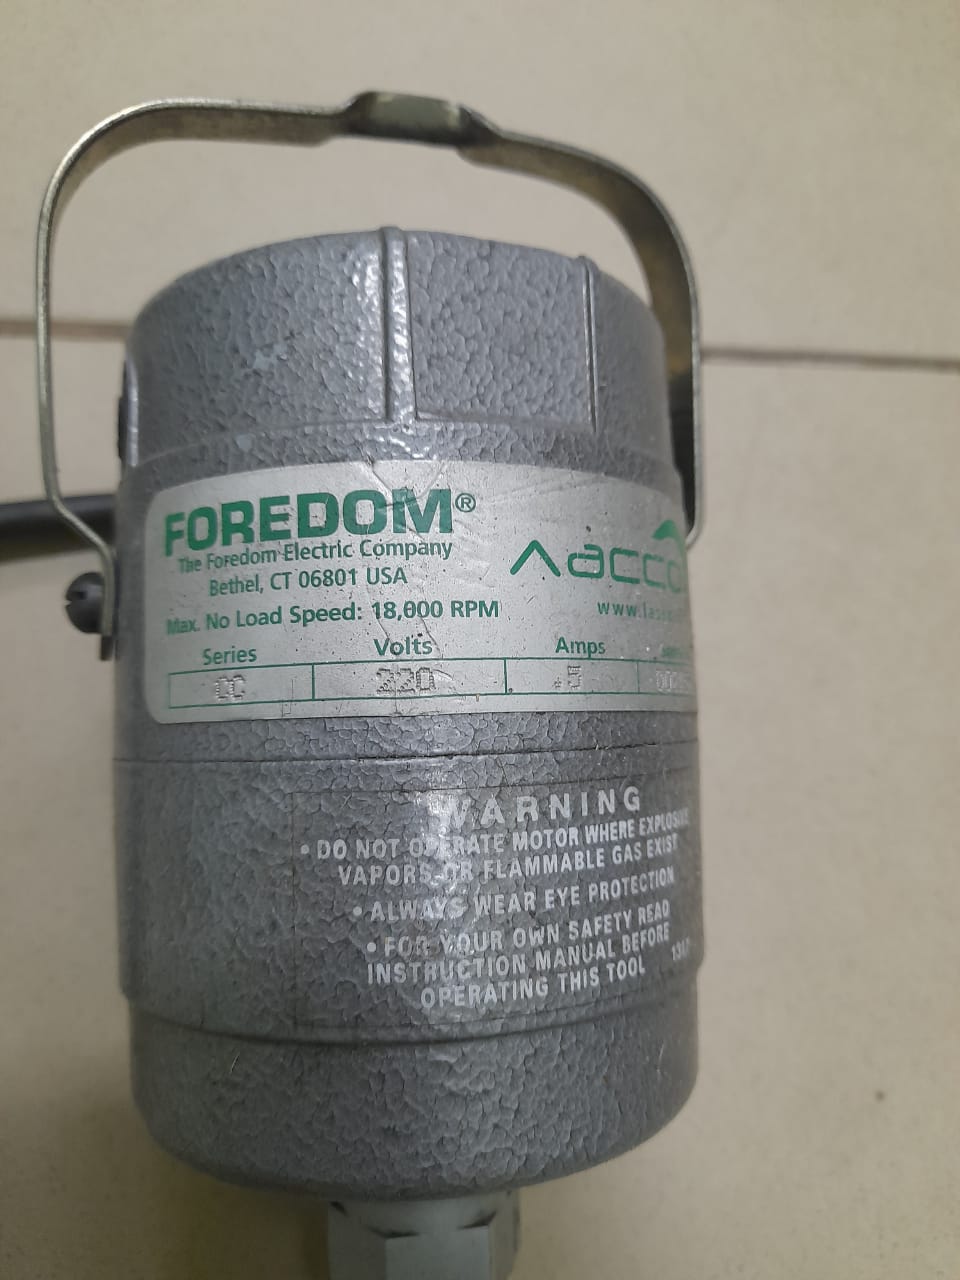 FOREDOM®
The Foredom Electric Company
Bethel, CT 06801 USA
Max. No Load Speed: 18,000 RPM
Series Volts Amps
CC 220 .5
WARNING
• DO NOT OPERATE MOTOR WHERE EXPLOSIVE
VAPORS OR FLAMMABLE GAS EXIST
• ALWAYS WEAR EYE PROTECTION
• FOR YOUR OWN SAFETY READ
INSTRUCTION MANUAL BEFORE
OPERATING THIS TOOL